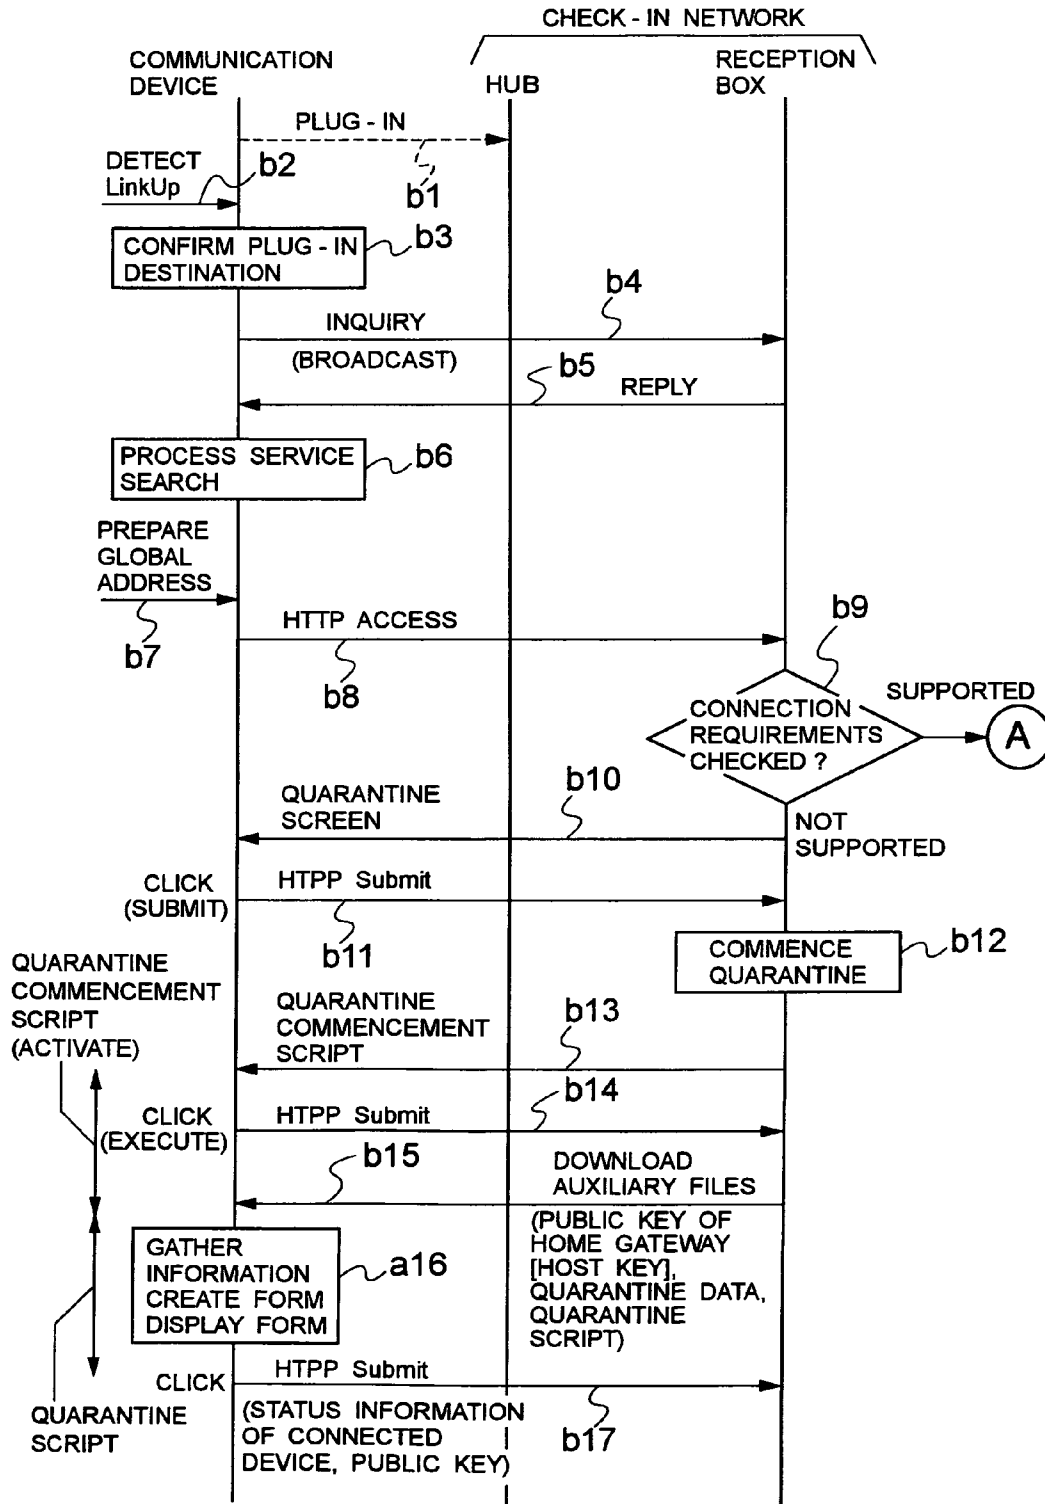 CHECK-IN NETWORK
COMMUNICATION
DEVICE
HUB
RECEPTION
BOX
PLUG-IN
b1
DETECT
LinkUp
b2
CONFIRM PLUG-IN
DESTINATION
b3
b4
INQUIRY
(BROADCAST)
b5
REPLY
PROCESS SERVICE
SEARCH
b6
PREPARE
GLOBAL
ADDRESS
b7
HTTP ACCESS
b8
b9
CONNECTION
REQUIREMENTS
CHECKED ?
SUPPORTED
A
NOT
SUPPORTED
QUARANTINE
SCREEN
b10
CLICK
(SUBMIT)
HTPP Submit
b11
COMMENCE
QUARANTINE
b12
QUARANTINE
COMMENCEMENT
SCRIPT
(ACTIVATE)
QUARANTINE
COMMENCEMENT
SCRIPT
b13
b14
CLICK
(EXECUTE)
HTPP Submit
b15
DOWNLOAD
AUXILIARY FILES
(PUBLIC KEY OF
HOME GATEWAY
[HOST KEY],
QUARANTINE DATA,
QUARANTINE
SCRIPT)
GATHER
INFORMATION
CREATE FORM
DISPLAY FORM
a16
CLICK
HTPP Submit
b17
(STATUS INFORMATION
OF CONNECTED
DEVICE, PUBLIC KEY)
QUARANTINE
SCRIPT